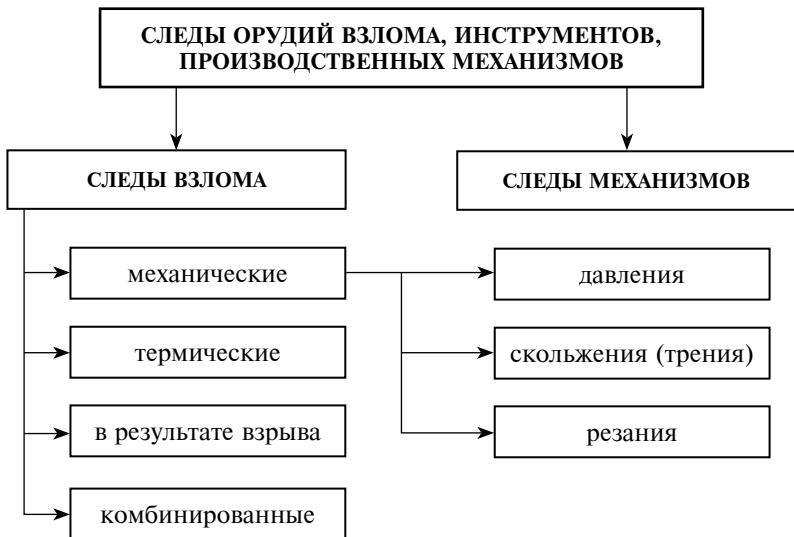 СЛЕДЫ ОРУДИЙ ВЗЛОМА, ИНСТРУМЕНТОВ,
ПРОИЗВОДСТВЕННЫХ МЕХАНИЗМОВ
СЛЕДЫ ВЗЛОМА
СЛЕДЫ МЕХАНИЗМОВ
механические
термические
в результате взрыва
комбинированные
давления
скольжения (трения)
резания